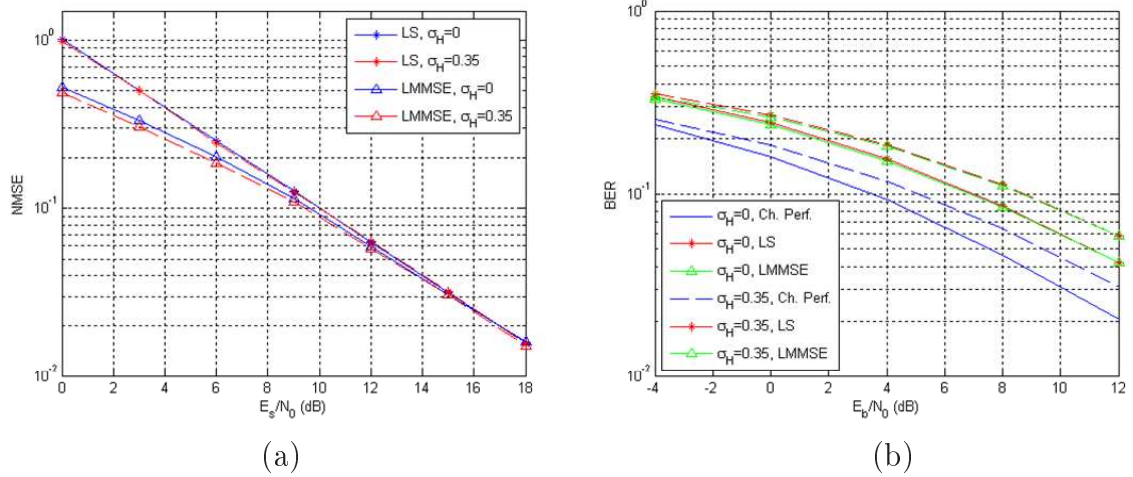 10^0
10^-1
10^-2
NMSE
0 2 4 6 8 10 12 14 16 18
E_s/N_0 (dB)
LS, σ_H=0
LS, σ_H=0.35
LMMSE, σ_H=0
LMMSE, σ_H=0.35
(a)
10^0
10^-1
10^-2
BER
-4 -2 0 2 4 6 8 10 12
E_b/N_0 (dB)
σ_H=0, Ch. Perf.
σ_H=0, LS
σ_H=0, LMMSE
σ_H=0.35, Ch. Perf.
σ_H=0.35, LS
σ_H=0.35, LMMSE
(b)